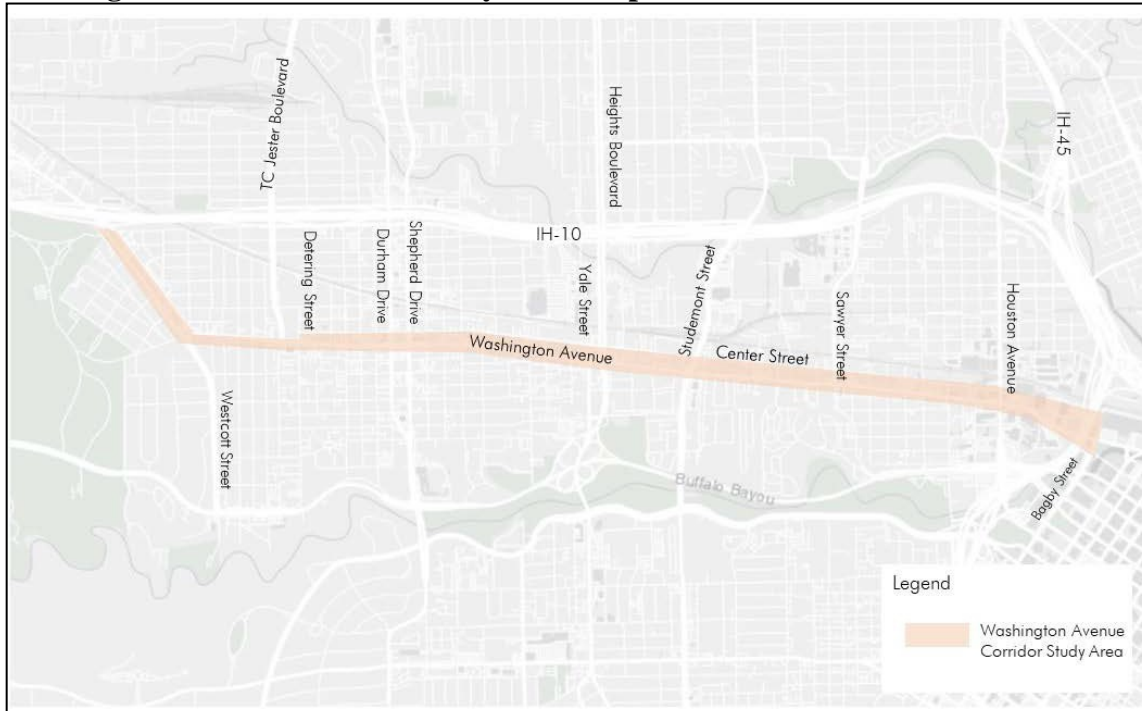 TC Jester Boulevard
Heights Boulevard
IH-45
IH-10
Detering Street
Durham Drive
Shepherd Drive
Yale Street
Studemont Street
Sawyer Street
Houston Avenue
Washington Avenue
Center Street
Westcott Street
Buffalo Bayou
Bagby Street
Legend
Washington Avenue
Corridor Study Area